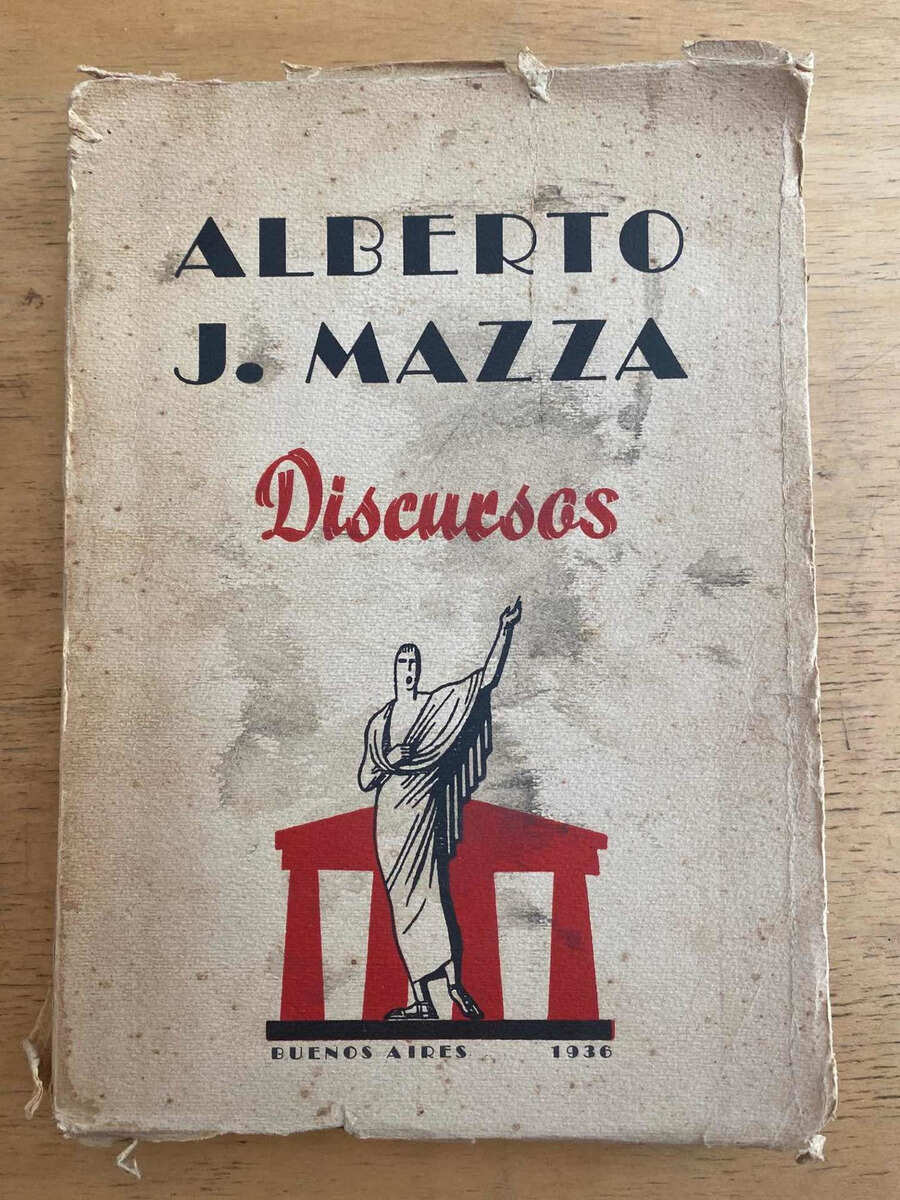 ALBERTO
J. MAZZA
Discursos
BUENOS AIRES 1936